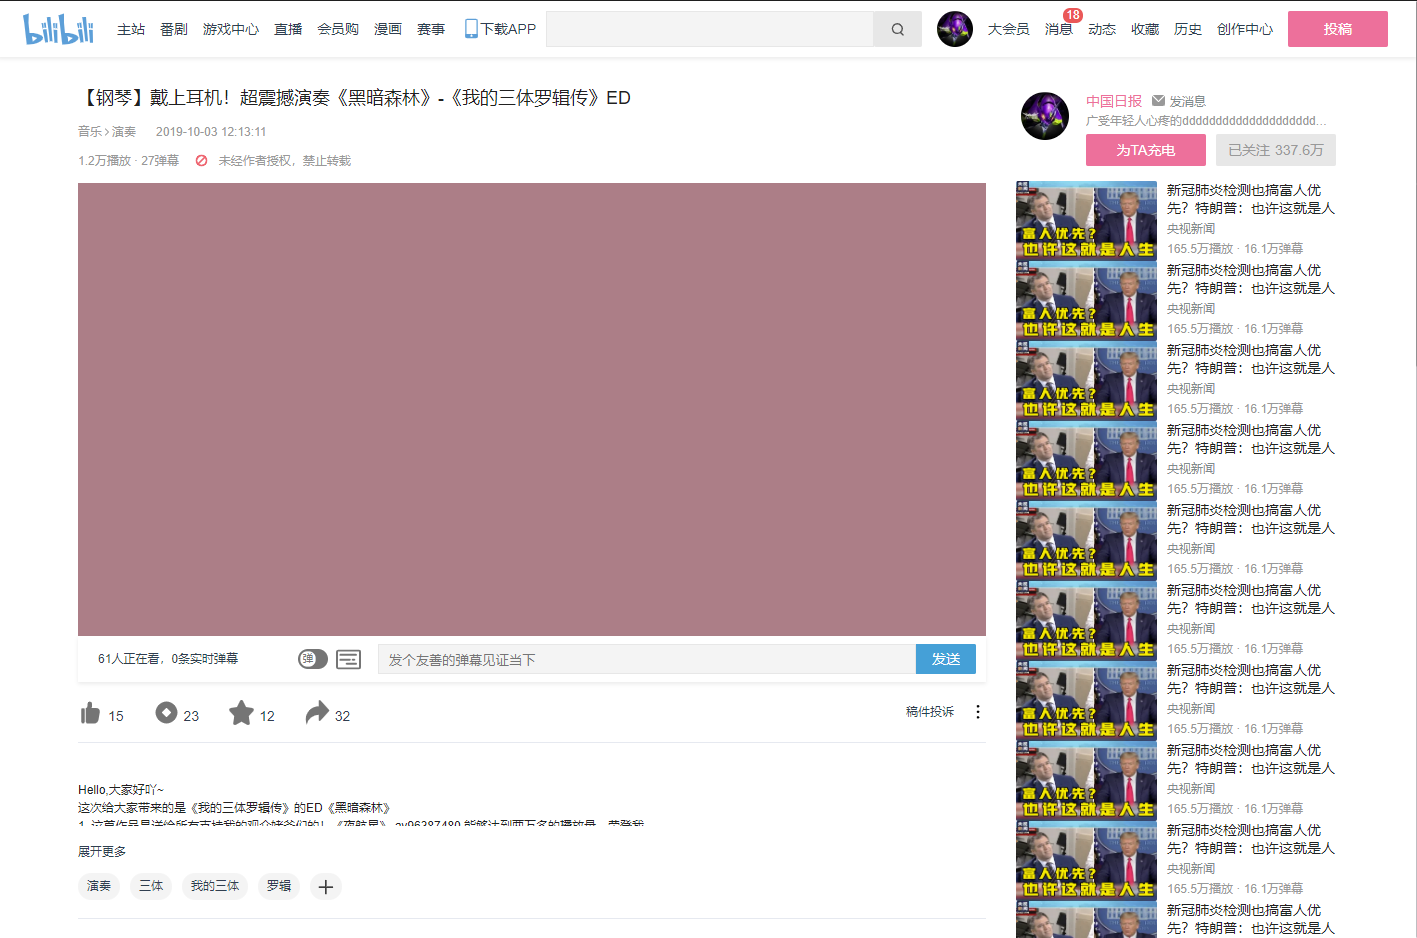 bilibili 主站 番剧 游戏中心 直播 会员购 漫画 赛事 下载APP 大会员 消息 18 动态 收藏 历史 创作中心 投稿
【钢琴】戴上耳机！超震撼演奏《黑暗森林》-《我的三体罗辑传》ED
音乐 › 演奏 2019-10-03 12:13:11
1.2万播放 · 27弹幕 未经作者授权，禁止转载
61人正在看，0条实时弹幕 弹 发个友善的弹幕见证当下 发送
15 23 12 32 稿件投诉
Hello,大家好吖~
这次给大家带来的是《我的三体罗辑传》的ED《黑暗森林》
展开更多
演奏 三体 我的三体 罗辑
中国日报 发消息
广受年轻人心疼的dddddddddddddddddddd...
为TA充电 已关注 337.6万
富人优先？
也许这就是人生
新冠肺炎检测也搞富人优
先？特朗普：也许这就是人
央视新闻
165.5万播放 · 16.1万弹幕
富人优先？
也许这就是人生
新冠肺炎检测也搞富人优
先？特朗普：也许这就是人
央视新闻
165.5万播放 · 16.1万弹幕
富人优先？
也许这就是人生
新冠肺炎检测也搞富人优
先？特朗普：也许这就是人
央视新闻
165.5万播放 · 16.1万弹幕
富人优先？
也许这就是人生
新冠肺炎检测也搞富人优
先？特朗普：也许这就是人
央视新闻
165.5万播放 · 16.1万弹幕
富人优先？
也许这就是人生
新冠肺炎检测也搞富人优
先？特朗普：也许这就是人
央视新闻
165.5万播放 · 16.1万弹幕
富人优先？
也许这就是人生
新冠肺炎检测也搞富人优
先？特朗普：也许这就是人
央视新闻
165.5万播放 · 16.1万弹幕
富人优先？
也许这就是人生
新冠肺炎检测也搞富人优
先？特朗普：也许这就是人
央视新闻
165.5万播放 · 16.1万弹幕
富人优先？
也许这就是人生
新冠肺炎检测也搞富人优
先？特朗普：也许这就是人
央视新闻
165.5万播放 · 16.1万弹幕
富人优先？
也许这就是人生
新冠肺炎检测也搞富人优
先？特朗普：也许这就是人
央视新闻
165.5万播放 · 16.1万弹幕
新冠肺炎检测也搞富人优
先？特朗普：也许这就是人